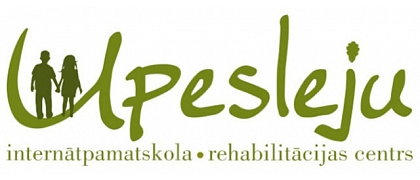 Upesleju
internātpamatskola • rehabilitācijas centrs